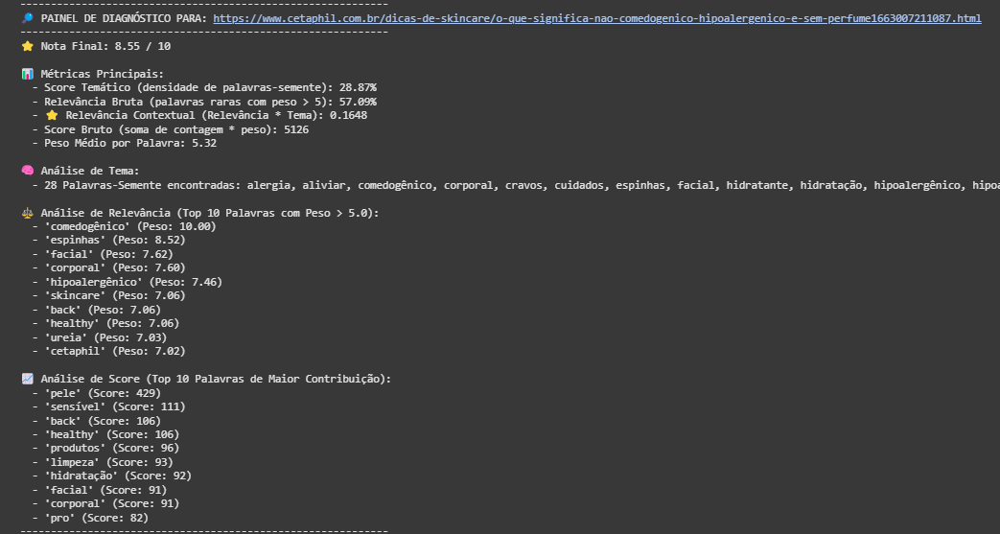 -------------------------------------------------------
🔎 PAINEL DE DIAGNÓSTICO PARA: https://www.cetaphil.com.br/dicas-de-skincare/o-que-significa-nao-comedogenico-hipoalergenico-e-sem-perfume1663007211087.html
-------------------------------------------------------
⭐ Nota Final: 8.55 / 10
📊 Métricas Principais:
- Score Temático (densidade de palavras-semente): 28.87%
- Relevância Bruta (palavras raras com peso > 5): 57.09%
- ⭐ Relevância Contextual (Relevância * Tema): 0.1648
- Score Bruto (soma de contagem * peso): 5126
- Peso Médio por Palavra: 5.32
🧠 Análise de Tema:
- 28 Palavras-Semente encontradas: alergia, aliviar, comedogênico, corporal, cravos, cuidados, espinhas, facial, hidratante, hidratação, hipoalergênico, hipoa
⚖️ Análise de Relevância (Top 10 Palavras com Peso > 5.0):
- 'comedogênico' (Peso: 10.00)
- 'espinhas' (Peso: 8.52)
- 'facial' (Peso: 7.62)
- 'corporal' (Peso: 7.60)
- 'hipoalergênico' (Peso: 7.46)
- 'skincare' (Peso: 7.06)
- 'back' (Peso: 7.06)
- 'healthy' (Peso: 7.06)
- 'ureia' (Peso: 7.03)
- 'cetaphil' (Peso: 7.02)
📈 Análise de Score (Top 10 Palavras de Maior Contribuição):
- 'pele' (Score: 429)
- 'sensível' (Score: 111)
- 'back' (Score: 106)
- 'healthy' (Score: 106)
- 'produtos' (Score: 96)
- 'limpeza' (Score: 93)
- 'hidratação' (Score: 92)
- 'facial' (Score: 91)
- 'corporal' (Score: 91)
- 'pro' (Score: 82)
-------------------------------------------------------